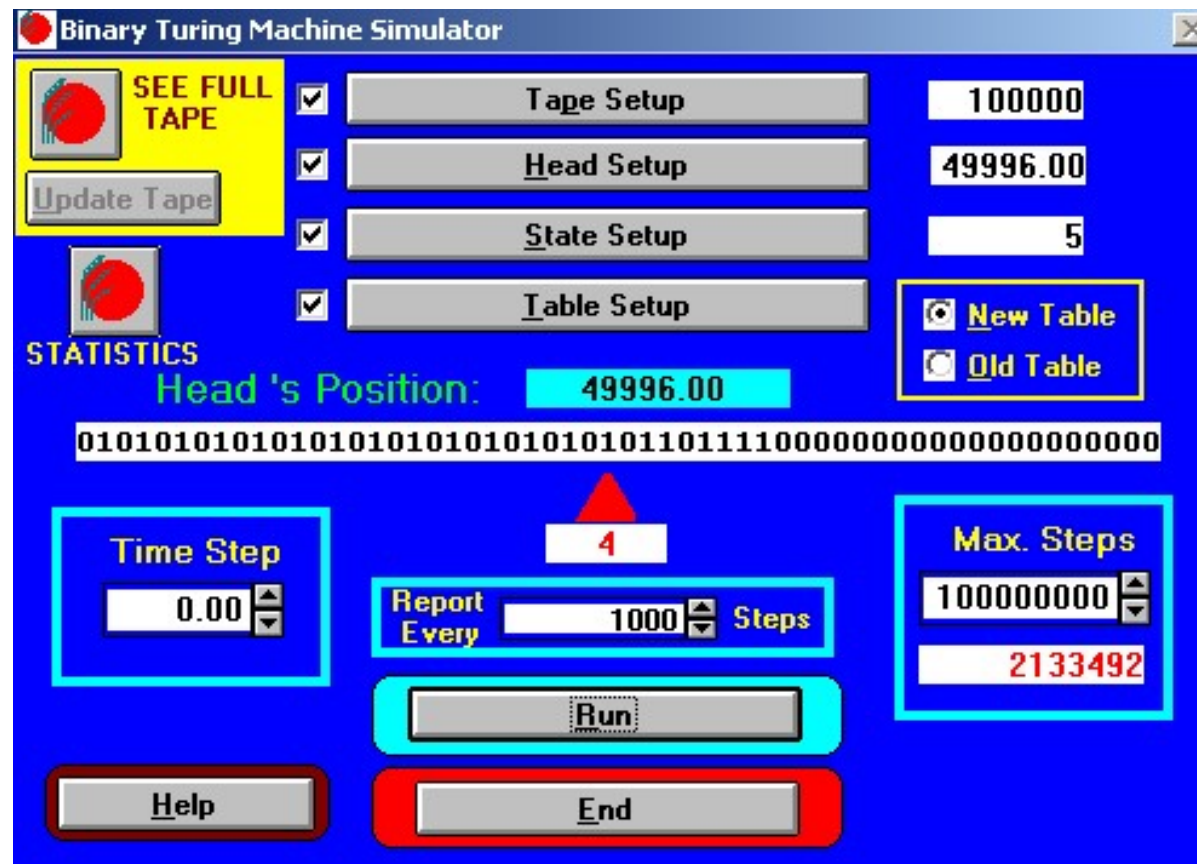 Binary Turing Machine Simulator
SEE FULL TAPE
Update Tape
STATISTICS
Tape Setup 100000
Head Setup 49996.00
State Setup 5
Table Setup
New Table
Old Table
Head 's Position: 49996.00
010101010101010101010101010101101111000000000000000000000
4
Time Step
0.00
Report Every 1000 Steps
Max. Steps
100000000
2133492
Run
Help
End